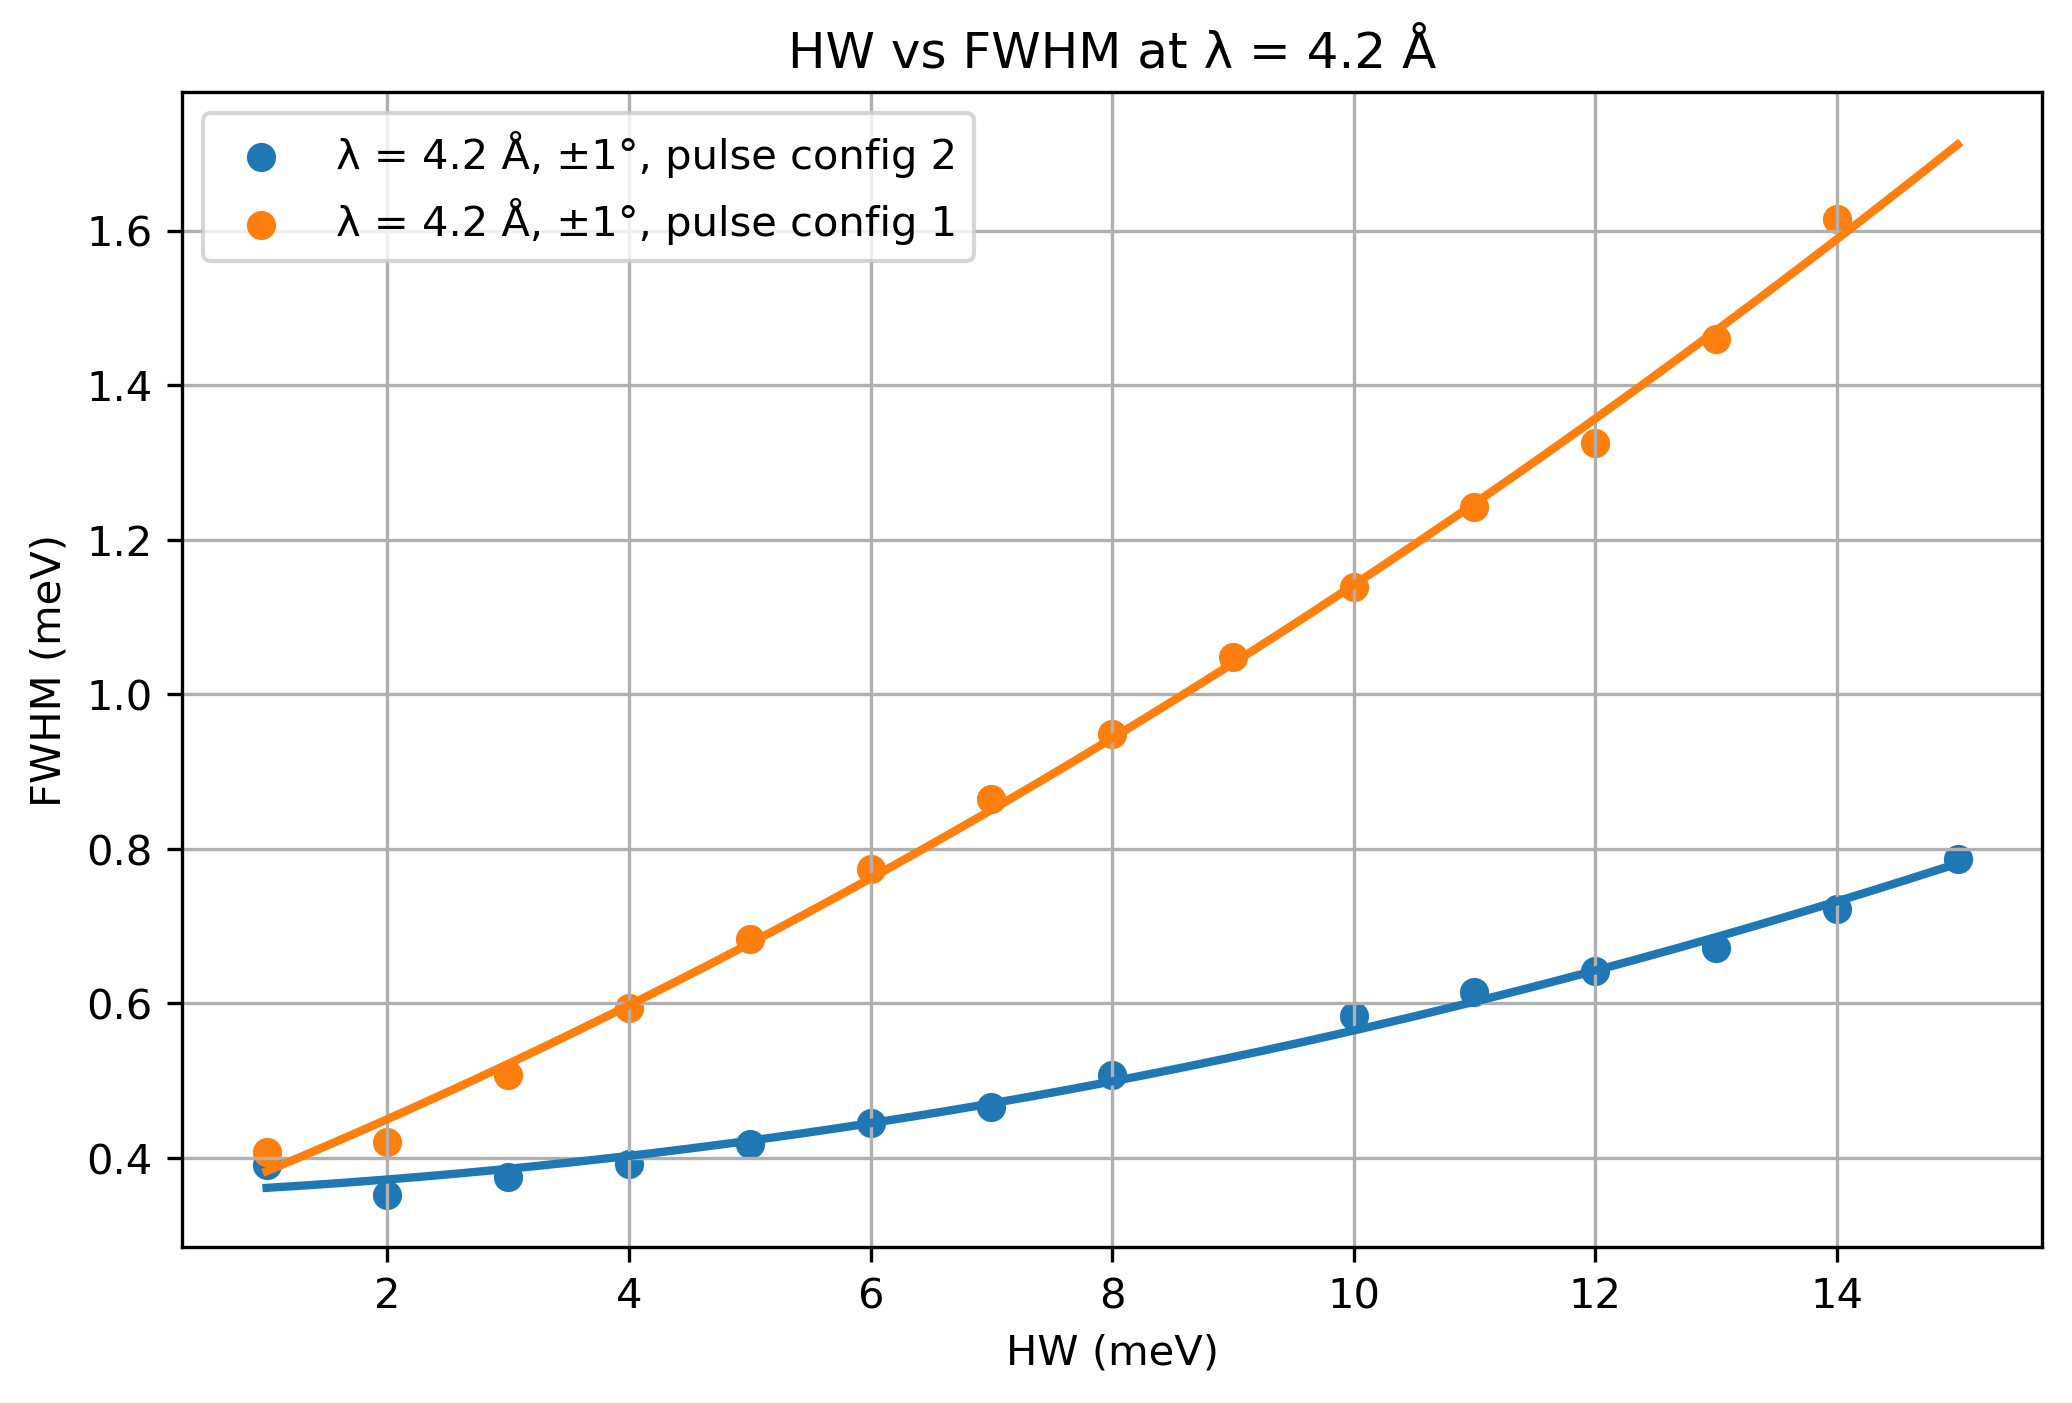 HW vs FWHM at λ = 4.2 Å
λ = 4.2 Å, ±1°, pulse config 2
λ = 4.2 Å, ±1°, pulse config 1
FWHM (meV)
1.6
1.4
1.2
1.0
0.8
0.6
0.4
2 4 6 8 10 12 14
HW (meV)